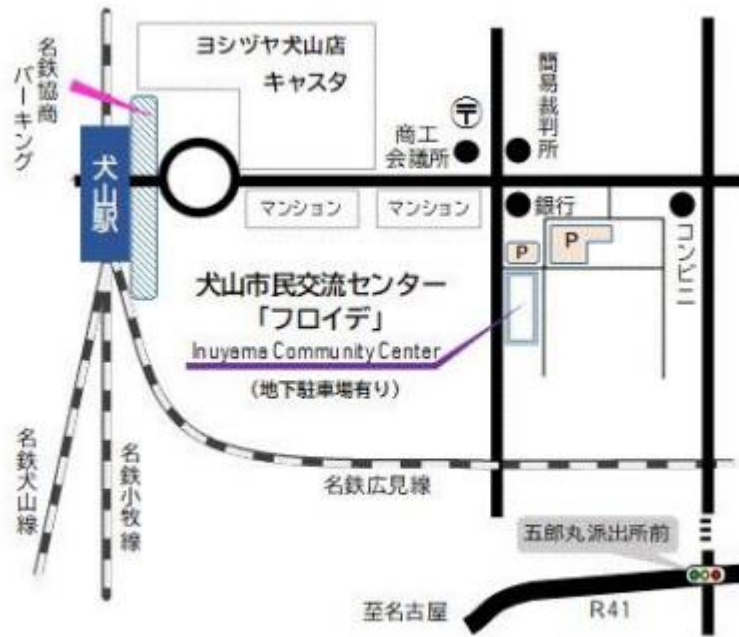 名鉄協商
パーキング
ヨシヅヤ犬山店
キャスタ
犬山駅
商工
会議所
〒
簡易裁判所
マンション
マンション
銀行
コンビニ
P
P
犬山市民交流センター
「フロイデ」
Inuyama Community Center
(地下駐車場有り)
名鉄犬山線
名鉄小牧線
名鉄広見線
五郎丸派出所前
至名古屋
R41